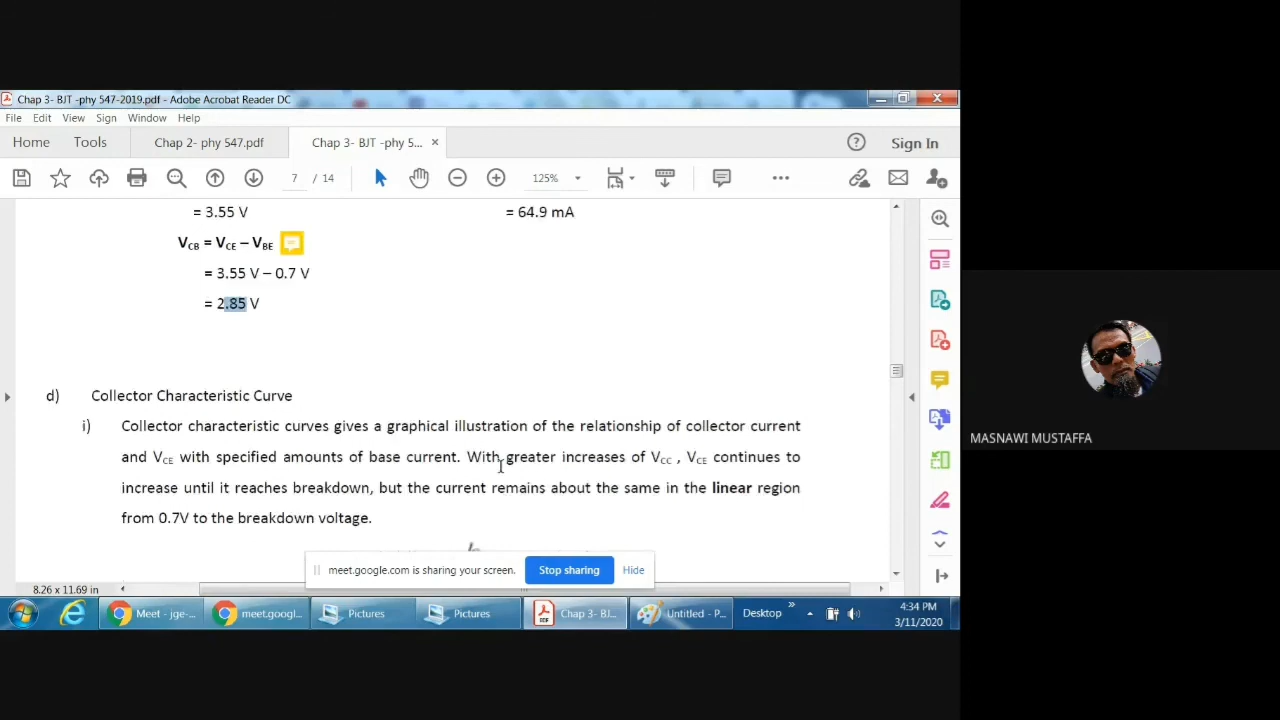 Chap 3- BJT -phy 547-2019.pdf - Adobe Acrobat Reader DC
File Edit View Sign Window Help
Home Tools Chap 2- phy 547.pdf Chap 3- BJT -phy 5... × Sign In
7 / 14 125%
= 3.55 V = 64.9 mA
VCB = VCE – VBE
= 3.55 V – 0.7 V
= 2.85 V
d) Collector Characteristic Curve
i) Collector characteristic curves gives a graphical illustration of the relationship of collector current
and VCE with specified amounts of base current. With greater increases of VCC , VCE continues to
increase until it reaches breakdown, but the current remains about the same in the linear region
from 0.7V to the breakdown voltage.
meet.google.com is sharing your screen. Stop sharing Hide
8.26 x 11.69 in
Meet - jge-... meet.googl... Pictures Pictures Chap 3- BJ... Untitled - P... Desktop » 4:34 PM
3/11/2020
MASNAWI MUSTAFFA